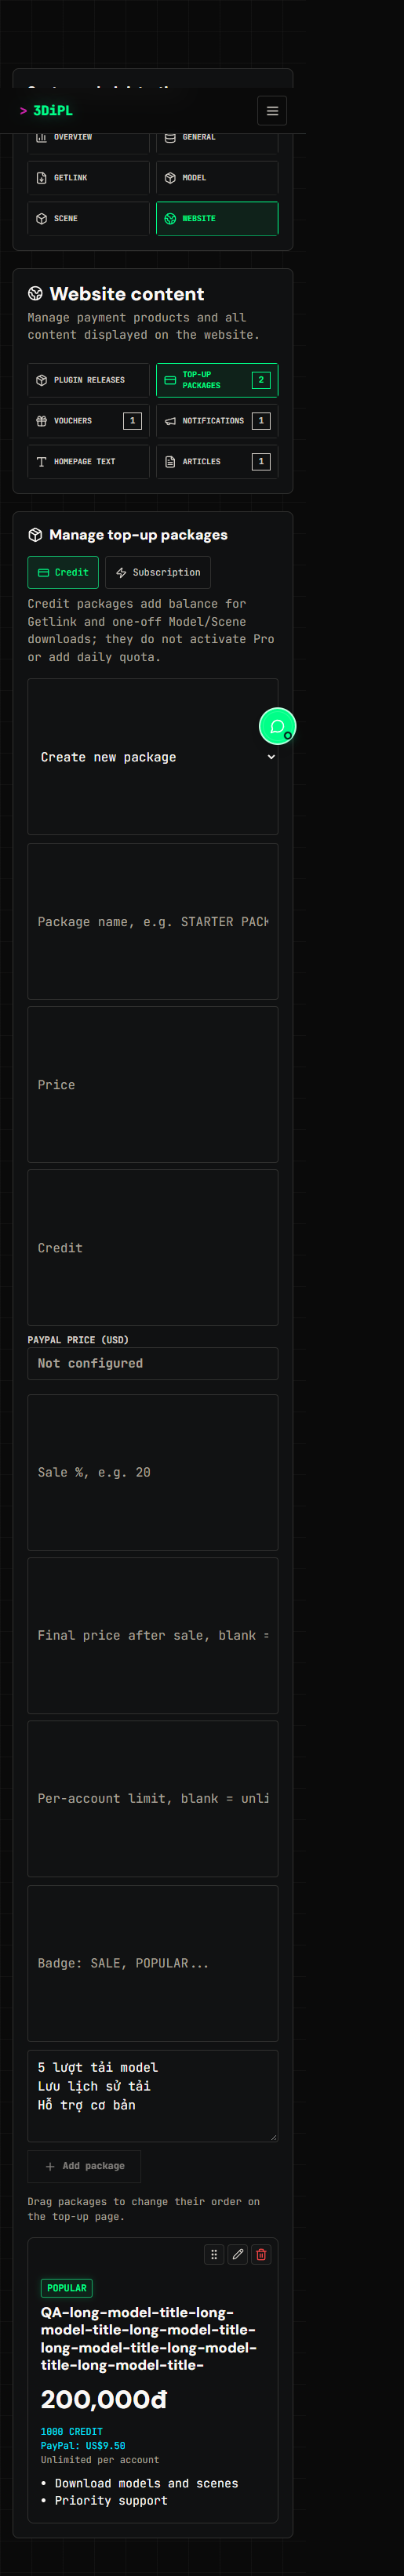 > 3DiPL
OVERVIEW
GENERAL
GETLINK
MODEL
SCENE
WEBSITE
Website content
Manage payment products and all
content displayed on the website.
PLUGIN RELEASES
TOP-UP
PACKAGES
2
VOUCHERS
1
NOTIFICATIONS
1
HOMEPAGE TEXT
ARTICLES
1
Manage top-up packages
Credit
Subscription
Credit packages add balance for
Getlink and one-off Model/Scene
downloads; they do not activate Pro
or add daily quota.
Create new package
Package name, e.g. STARTER PACK
Price
Credit
PAYPAL PRICE (USD)
Not configured
Sale %, e.g. 20
Final price after sale, blank =
Per-account limit, blank = unli
Badge: SALE, POPULAR...
5 lượt tải model
Lưu lịch sử tải
Hỗ trợ cơ bản
+ Add package
Drag packages to change their order on
the top-up page.
POPULAR
QA-long-model-title-long-
model-title-long-model-title-
long-model-title-long-model-
title-long-model-title-
200,000đ
1000 CREDIT
PayPal: US$9.50
Unlimited per account
• Download models and scenes
• Priority support